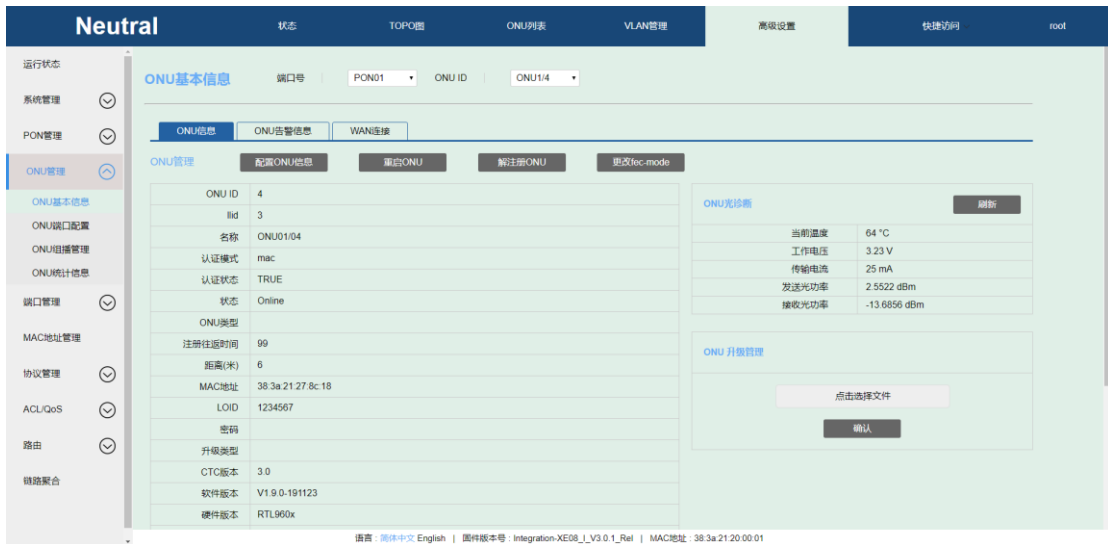 Neutral 状态 TOPO图 ONU列表 VLAN管理 高级设置 快捷访问 root
运行状态
系统管理
PON管理
ONU管理
ONU基本信息
ONU端口配置
ONU组播管理
ONU统计信息
端口管理
MAC地址管理
协议管理
ACL/QoS
路由
链路聚合
ONU基本信息 端口号 PON01 ONU ID ONU1/4
ONU信息 ONU告警信息 WAN连接
ONU管理 配置ONU信息 重启ONU 解注册ONU 更改fec-mode
ONU ID 4
llid 3
名称 ONU01/04
认证模式 mac
认证状态 TRUE
状态 Online
ONU类型
注册往返时间 99
距离(米) 6
MAC地址 38:3a:21:27:8c:18
LOID 1234567
密码
升级类型
CTC版本 3.0
软件版本 V1.9.0-191123
硬件版本 RTL960x
ONU光诊断 刷新
当前温度 64 °C
工作电压 3.23 V
传输电流 25 mA
发送光功率 2.5522 dBm
接收光功率 -13.6856 dBm
ONU 升级管理
点击选择文件
确认
语言 : 简体中文 English | 固件版本号 : Integration-XE08_I_V3.0.1_Rel | MAC地址 : 38:3a:21:20:00:01